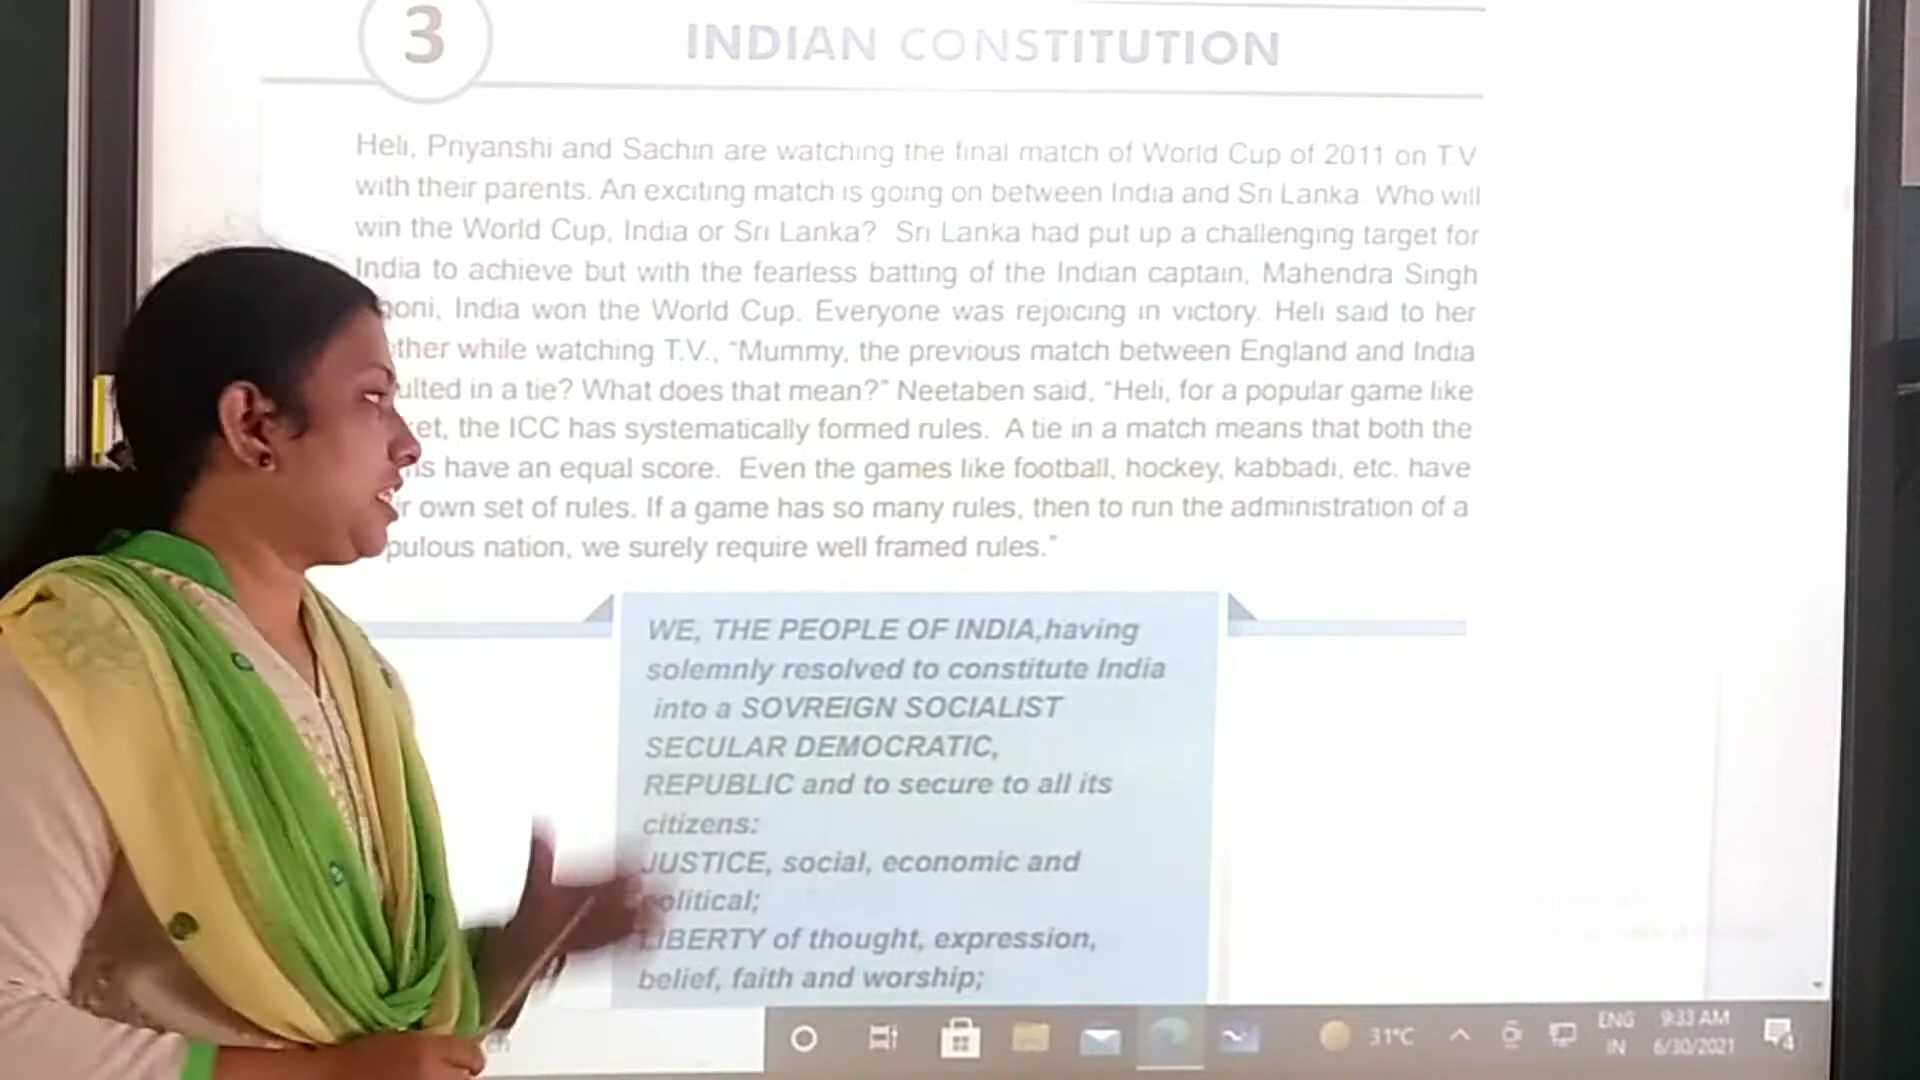 3
INDIAN CONSTITUTION
Heli, Priyanshi and Sachin are watching the final match of World Cup of 2011 on T V
with their parents. An exciting match is going on between India and Sri Lanka Who will
win the World Cup, India or Sri Lanka? Sri Lanka had put up a challenging target for
India to achieve but with the fearless batting of the Indian captain, Mahendra Singh
India won the World Cup. Everyone was rejoicing in victory. Heli said to her
while watching T.V., "Mummy, the previous match between England and India
in a tie? What does that mean?" Neetaben said, "Heli, for a popular game like
the ICC has systematically formed rules. A tie in a match means that both the
have an equal score. Even the games like football, hockey, kabbadi, etc. have
own set of rules. If a game has so many rules, then to run the administration of a
nation, we surely require well framed rules."
WE, THE PEOPLE OF INDIA,having
solemnly resolved to constitute India
into a SOVREIGN SOCIALIST
SECULAR DEMOCRATIC,
REPUBLIC and to secure to all its
citizens:
JUSTICE, social, economic and
political;
LIBERTY of thought, expression,
belief, faith and worship;
31°C
ENG
IN
9:33 AM
6/30/2021
4